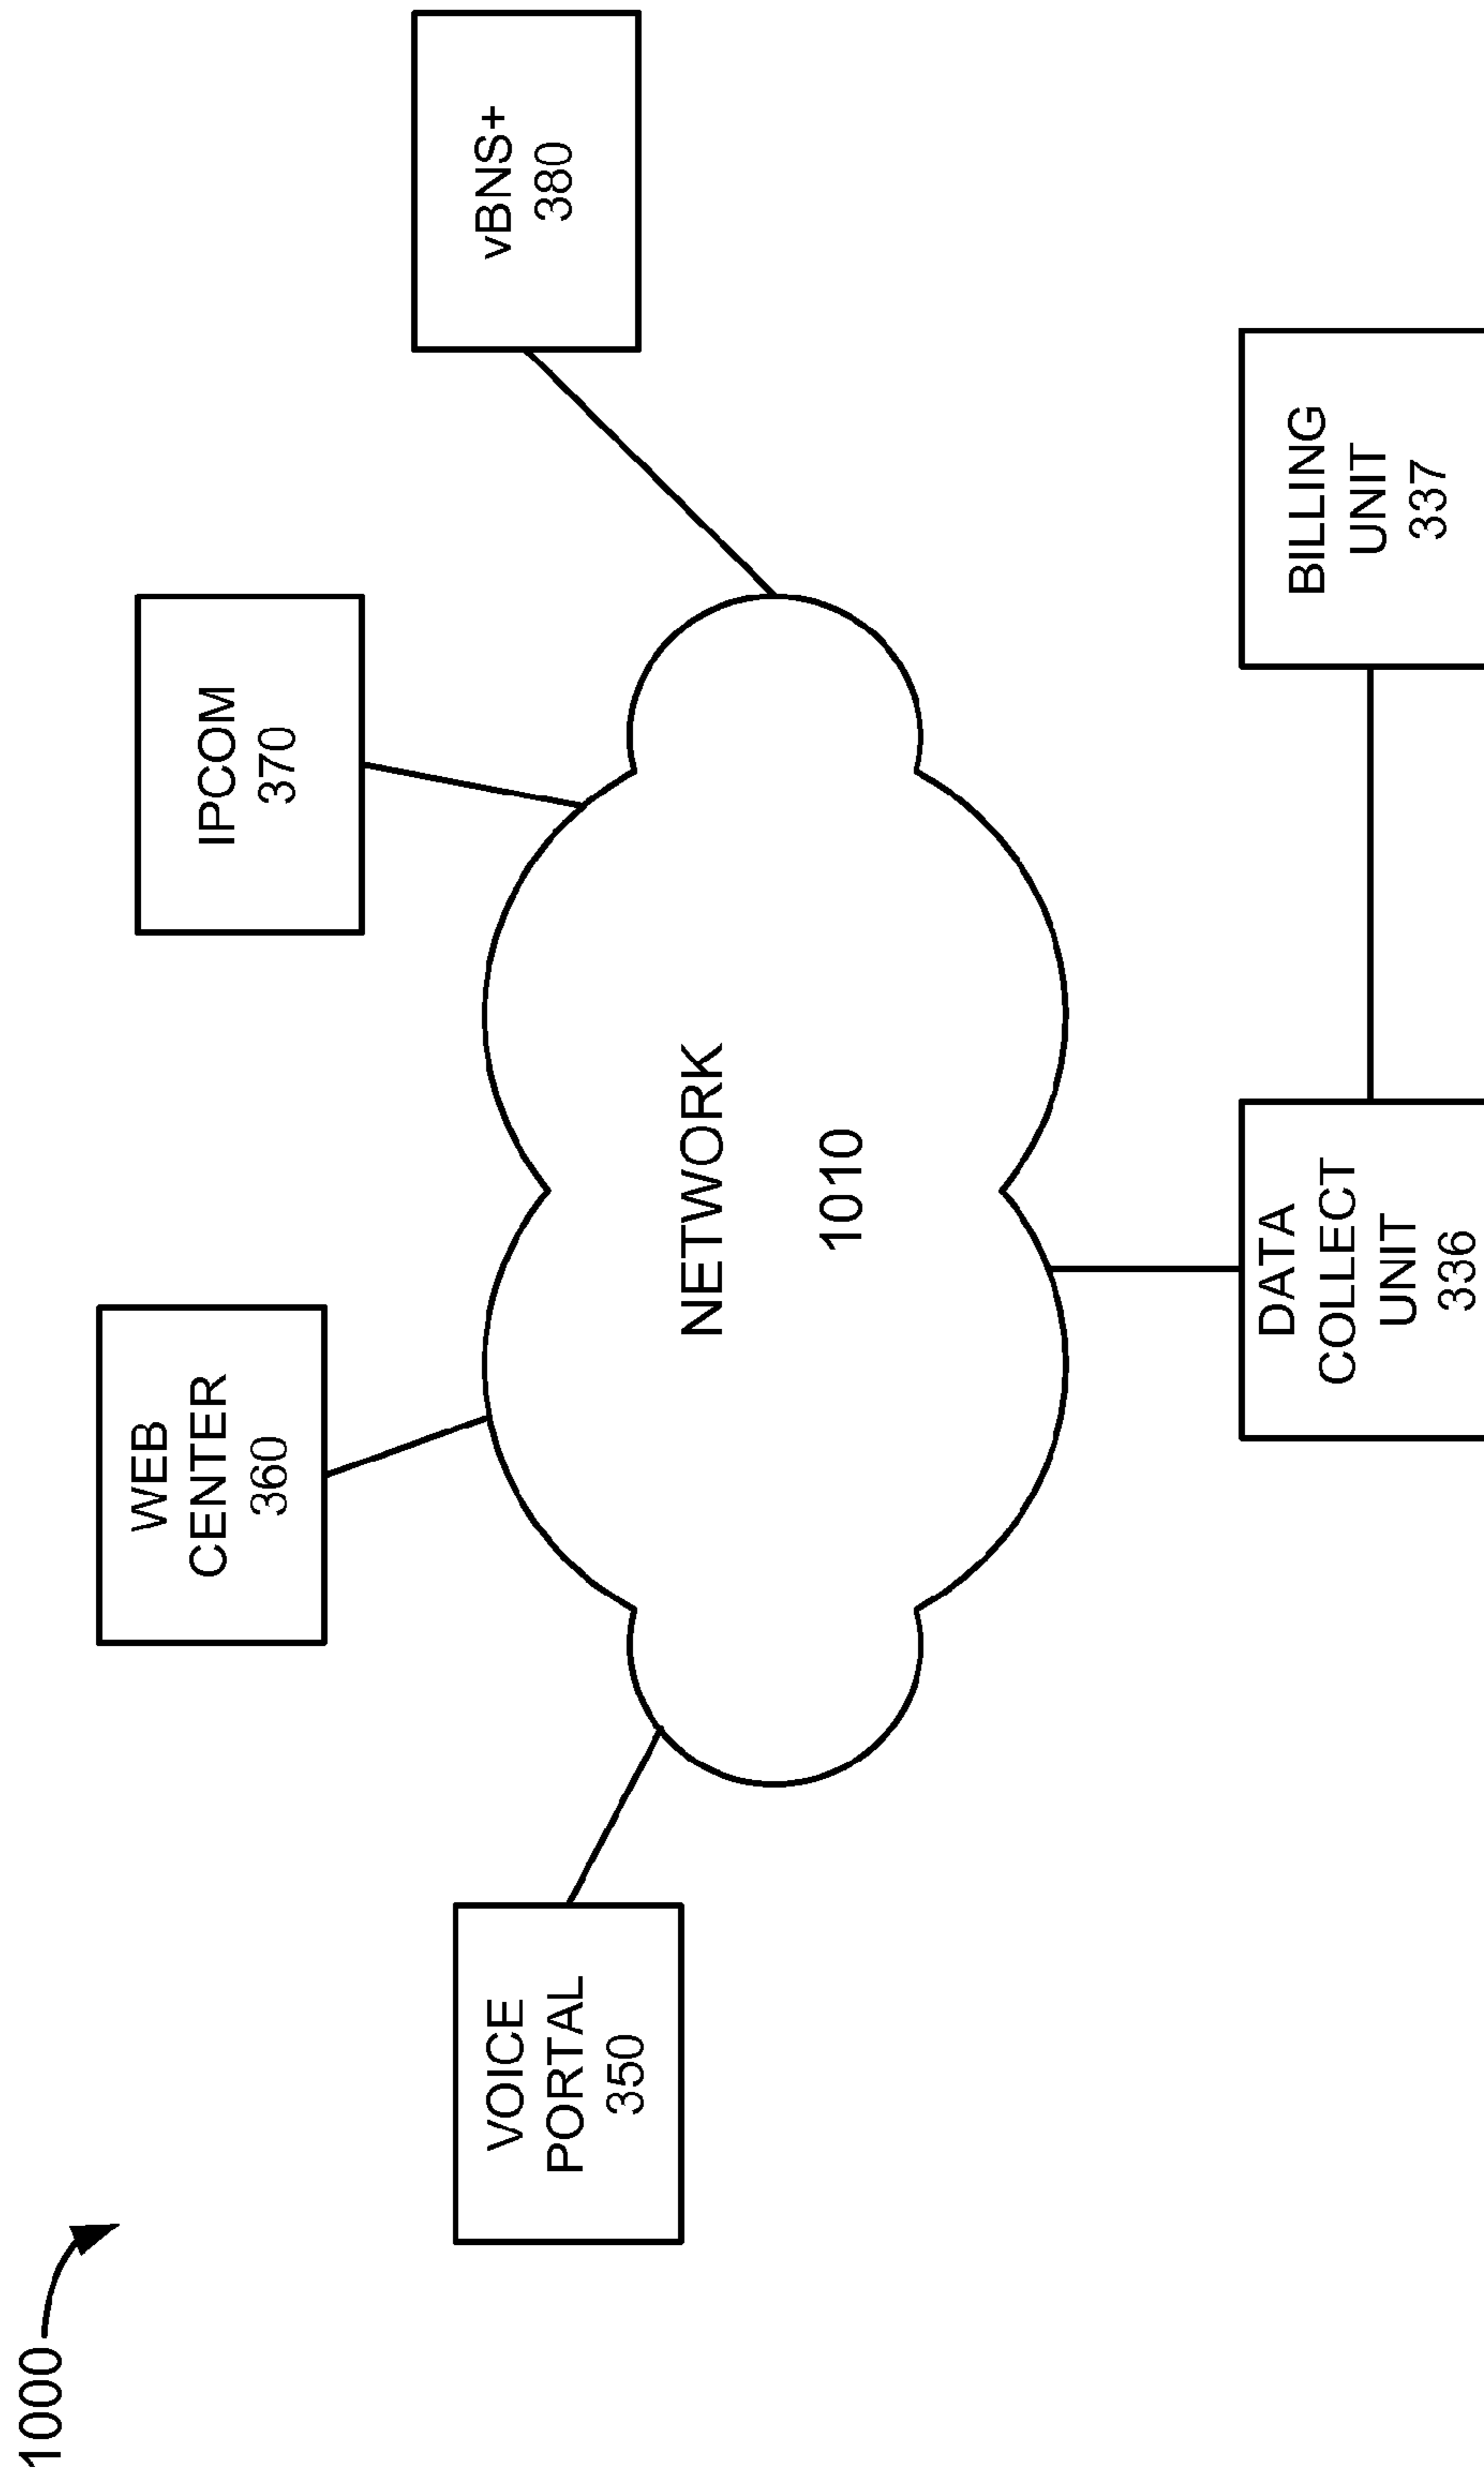 1000
VOICE
PORTAL
350
WEB
CENTER
360
IPCOM
370
vBNS+
380
NETWORK
1010
DATA
COLLECT
UNIT
336
BILLING
UNIT
337